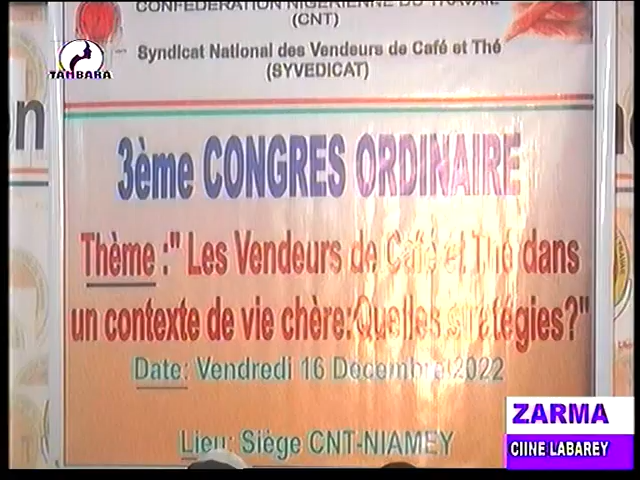 CONFEDERATION NIGERIENNE DU TRAVAIL
(CNT)
TAMBARA
Syndicat National des Vendeurs de Café et Thé
(SYVEDICAT)
3ème CONGRES ORDINAIRE
Thème :" Les Vendeurs de Café et Thé dans
un contexte de vie chère:Quelles stratégies?"
Date: Vendredi 16 Décembre 2022
Lieu: Siège CNT-NIAMEY
ZARMA
CIINE LABAREY